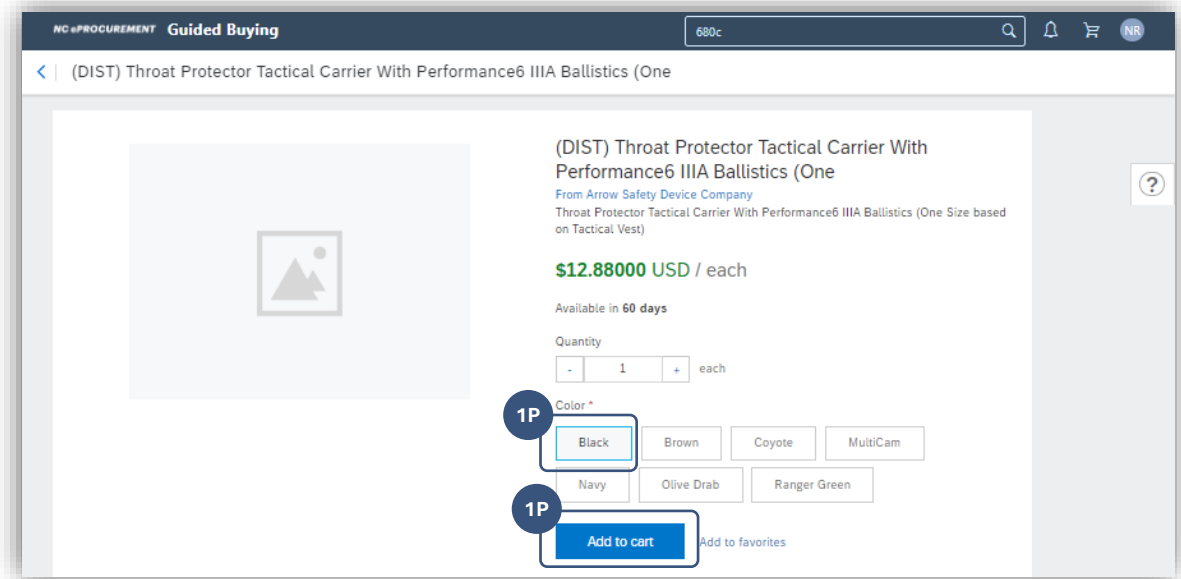 NC ePROCUREMENT Guided Buying
680c
NR
(DIST) Throat Protector Tactical Carrier With Performance6 IIIA Ballistics (One
(DIST) Throat Protector Tactical Carrier With
Performance6 IIIA Ballistics (One
From Arrow Safety Device Company
Throat Protector Tactical Carrier With Performance6 IIIA Ballistics (One Size based
on Tactical Vest)
?
$12.88000 USD / each
Available in 60 days
Quantity
- 1 + each
Color *
1P
Black Brown Coyote MultiCam
Navy Olive Drab Ranger Green
1P
Add to cart Add to favorites